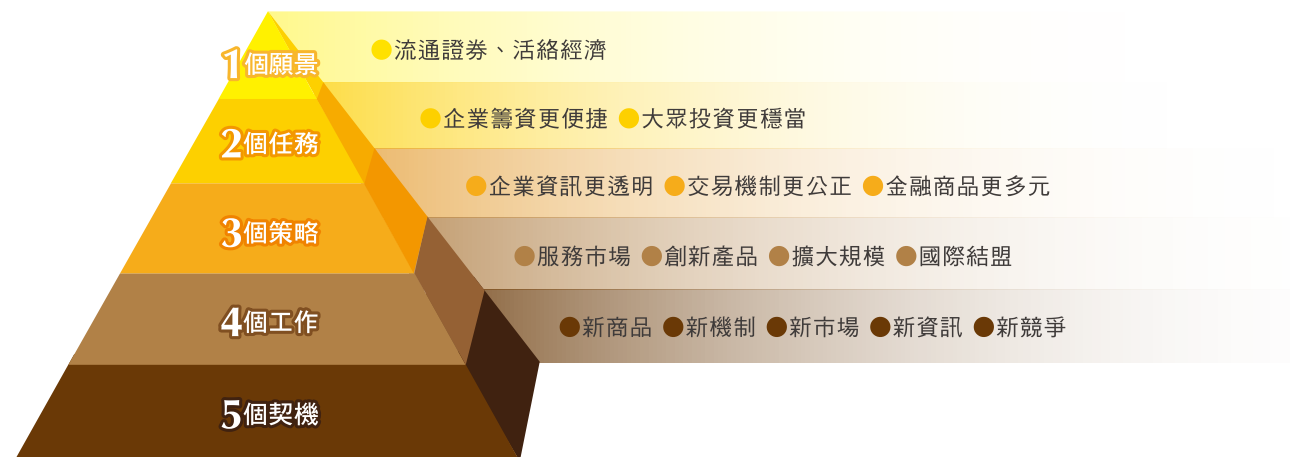 1個願景
●流通證券、活絡經濟
2個任務
●企業籌資更便捷 ●大眾投資更穩當
3個策略
●企業資訊更透明 ●交易機制更公正 ●金融商品更多元
4個工作
●服務市場 ●創新產品 ●擴大規模 ●國際結盟
5個契機
●新商品 ●新機制 ●新市場 ●新資訊 ●新競爭